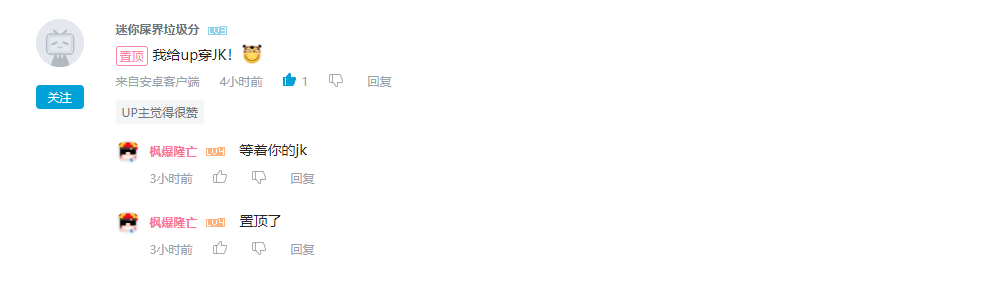 迷你屎界垃圾分 LV3
置顶 我给up穿JK!
来自安卓客户端 4小时前 1 回复
关注
UP主觉得很赞
枫爆隆亡 LV4 等着你的jk
3小时前 回复
枫爆隆亡 LV4 置顶了
3小时前 回复